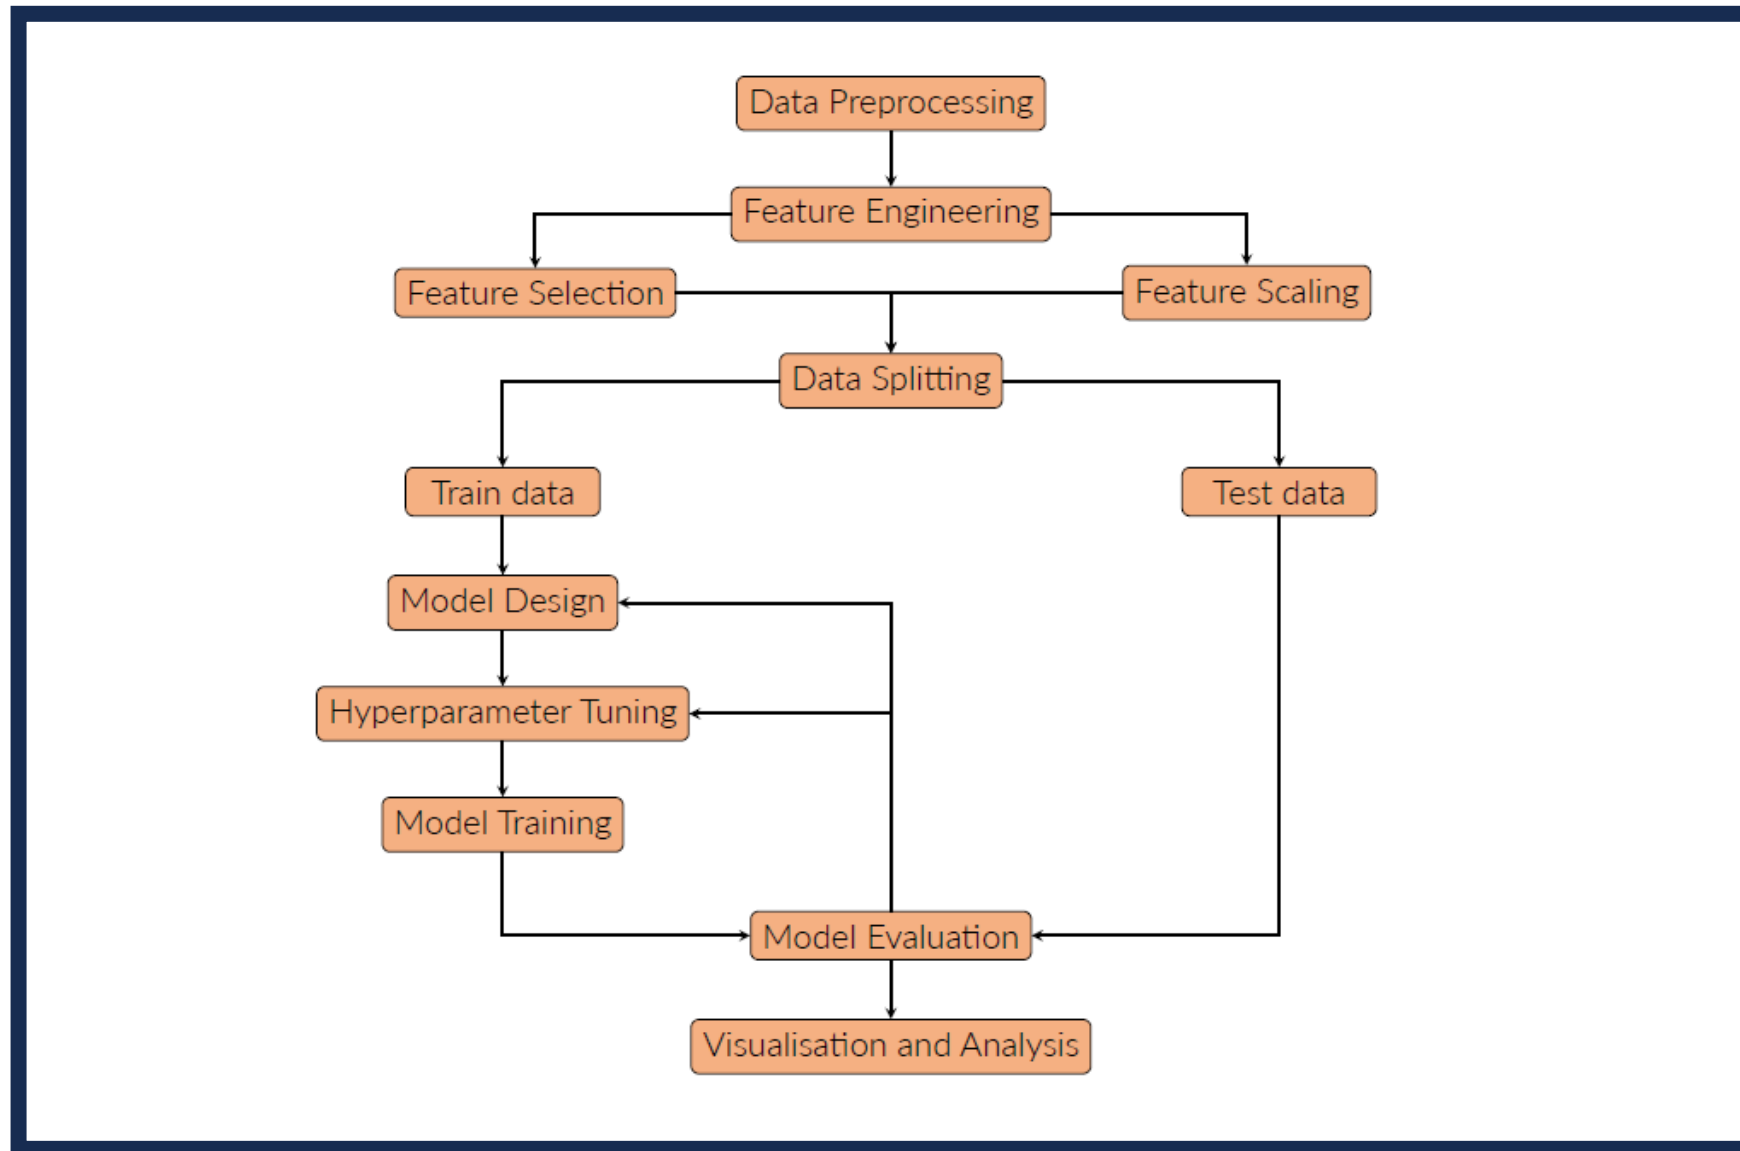 Data Preprocessing
Feature Engineering
Feature Selection
Feature Scaling
Data Splitting
Train data
Test data
Model Design
Hyperparameter Tuning
Model Training
Model Evaluation
Visualisation and Analysis